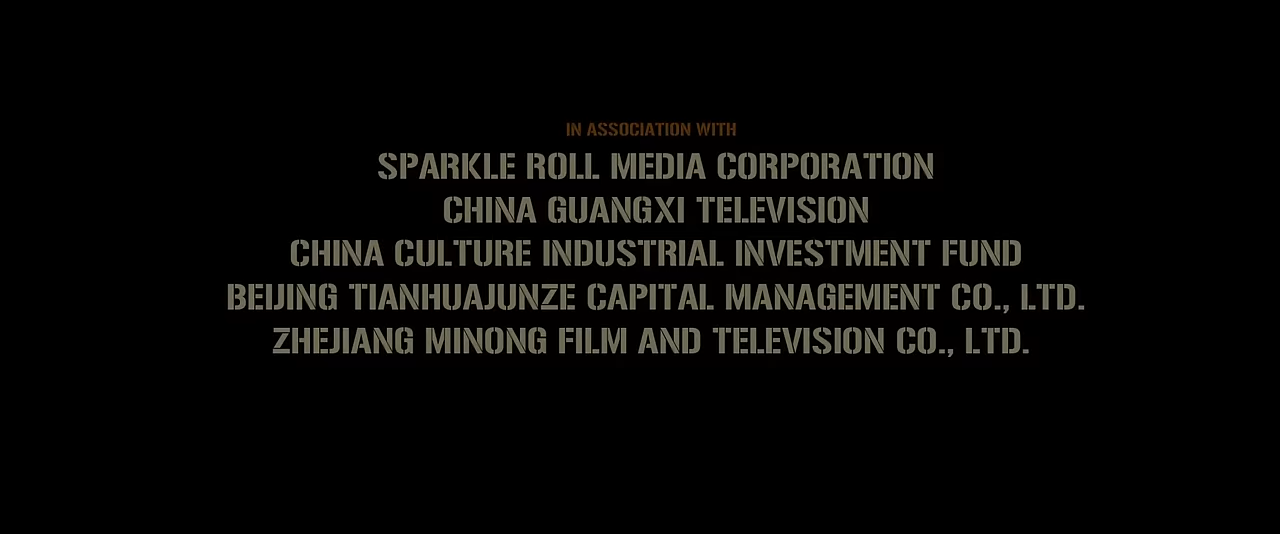 IN ASSOCIATION WITH
SPARKLE ROLL MEDIA CORPORATION
CHINA GUANGXI TELEVISION
CHINA CULTURE INDUSTRIAL INVESTMENT FUND
BEIJING TIANHUAJUNZE CAPITAL MANAGEMENT CO., LTD.
ZHEJIANG MINONG FILM AND TELEVISION CO., LTD.